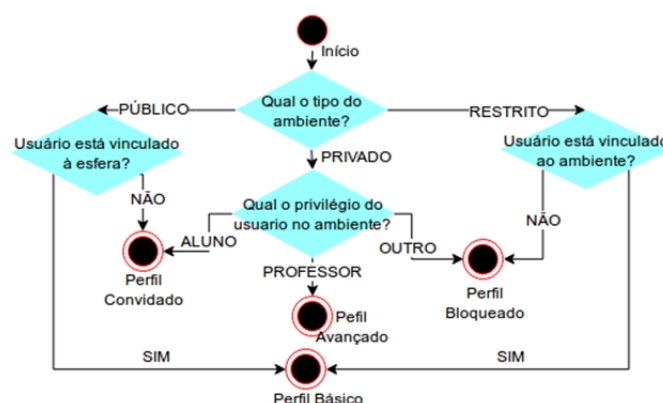 Início
Qual o tipo do
ambiente?
PÚBLICO
RESTRITO
Usuário está vinculado
à esfera?
Usuário está vinculado
ao ambiente?
PRIVADO
NÃO
Qual o privilégio do
usuario no ambiente?
NÃO
ALUNO
OUTRO
PROFESSOR
Perfil
Convidado
Perfil
Bloqueado
Pefil
Avançado
SIM
SIM
Perfil Básico